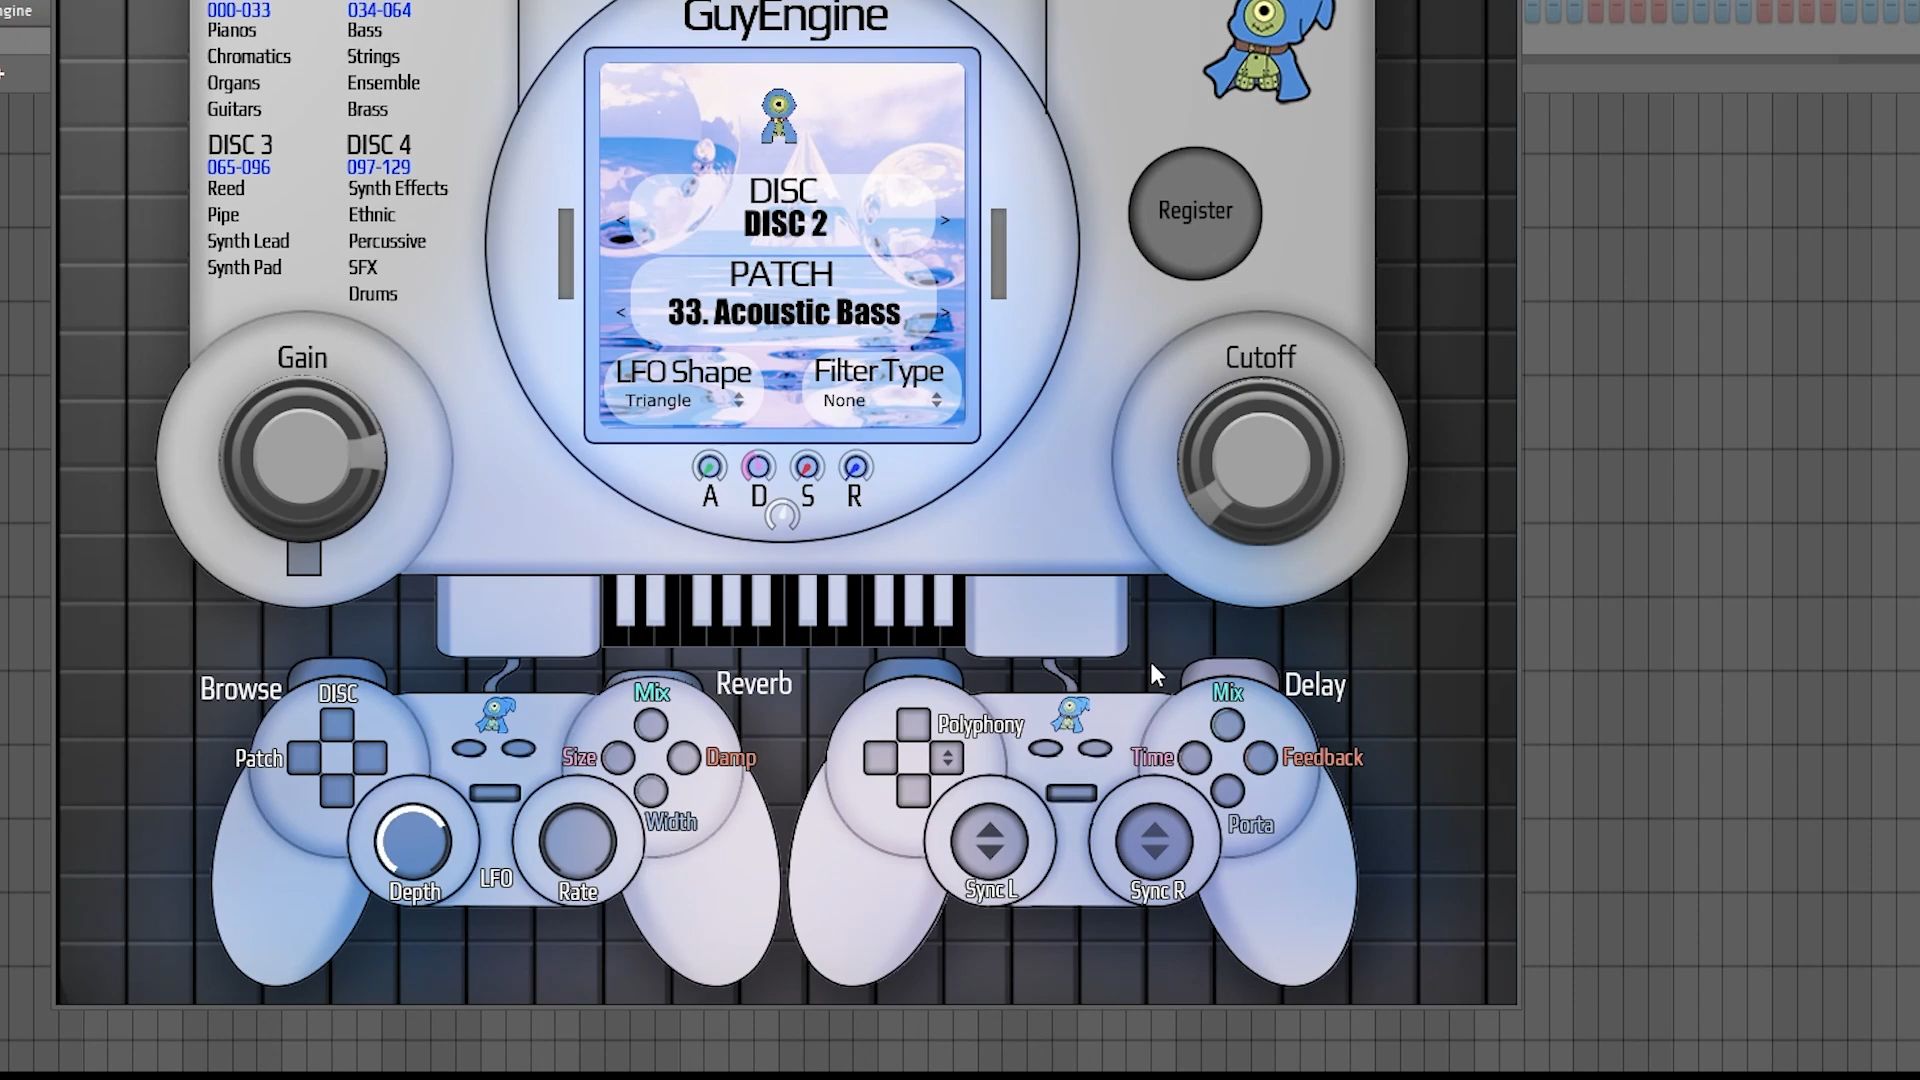 ngine
GuyEngine
000-033
034-064
Pianos
Bass
Chromatics
Strings
Organs
Ensemble
Guitars
Brass
DISC 3
DISC 4
065-096
097-129
Reed
Synth Effects
Pipe
Ethnic
Synth Lead
Percussive
Synth Pad
SFX
Drums
DISC
< DISC 2 >
PATCH
< 33. Acoustic Bass >
LFO Shape
Filter Type
Triangle
None
A D S R
Register
Gain
Cutoff
Browse
DISC
Patch
Depth
LFO
Rate
Reverb
Mix
Size
Damp
Width
Polyphony
Sync L
Sync R
Delay
Mix
Time
Feedback
Porta